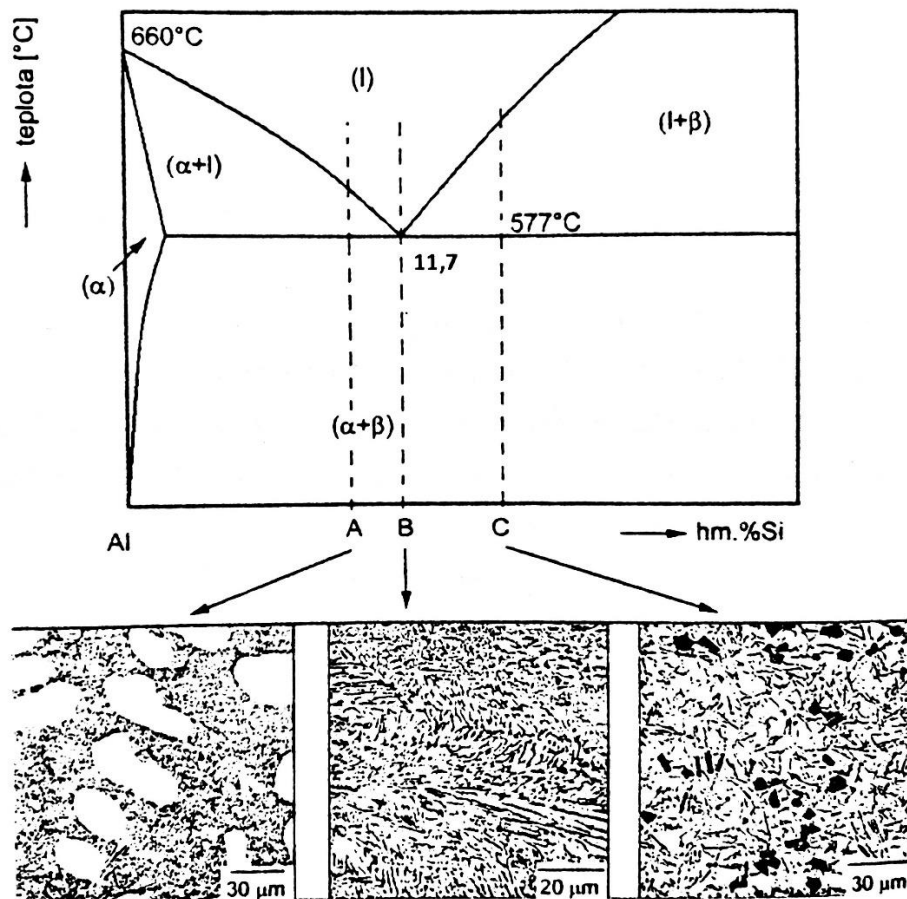 teplota [°C]
660°C
(l)
(l+β)
(α+l)
577°C
(α)
11,7
(α+β)
Al
A
B
C
hm.%Si
30 µm
20 µm
30 µm